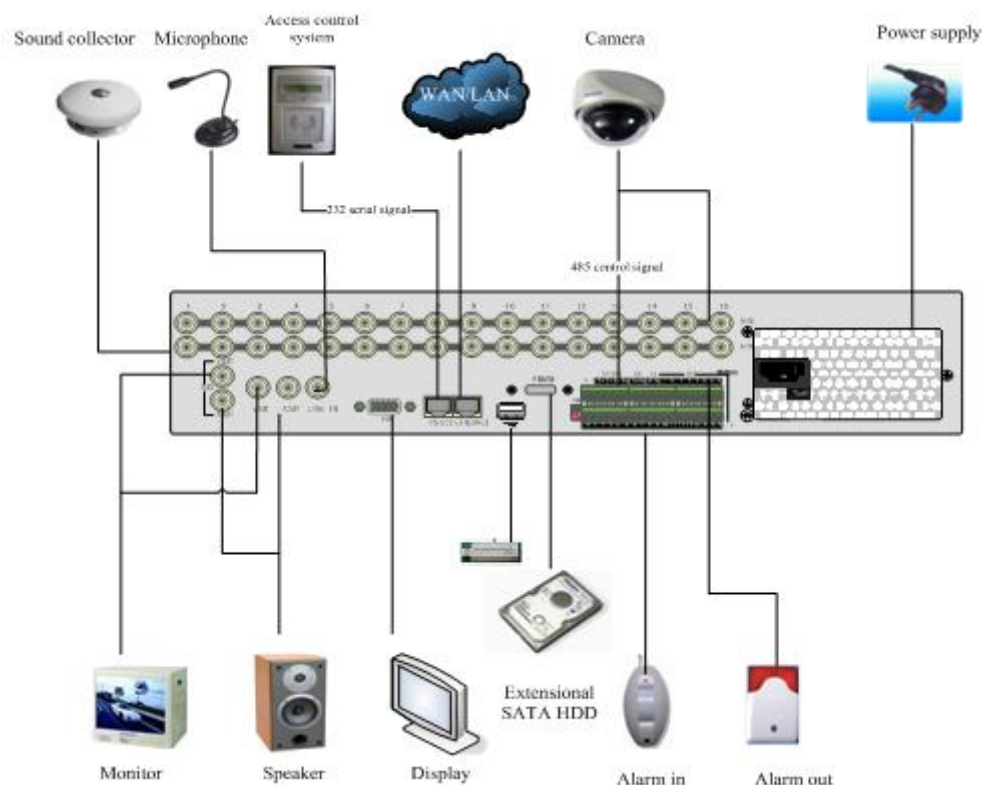 Access control
system
Sound collector
Microphone
Camera
Power supply
WAN/LAN
232 serial signal
485 control signal
1 2 3 4 5 6 7 8 9 10 11 12 13 14 15 16
LINE IN
Extensional
SATA HDD
Monitor
Speaker
Display
Alarm in
Alarm out